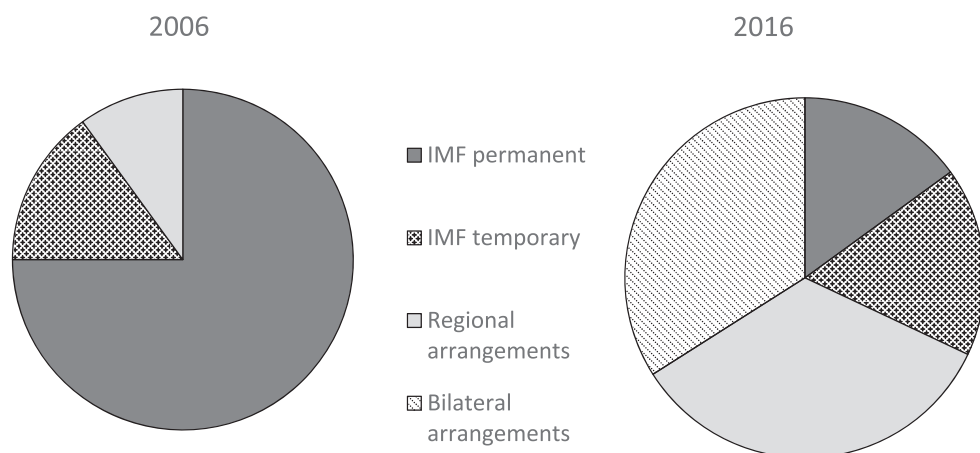 2006
2016
IMF permanent
IMF temporary
Regional
arrangements
Bilateral
arrangements